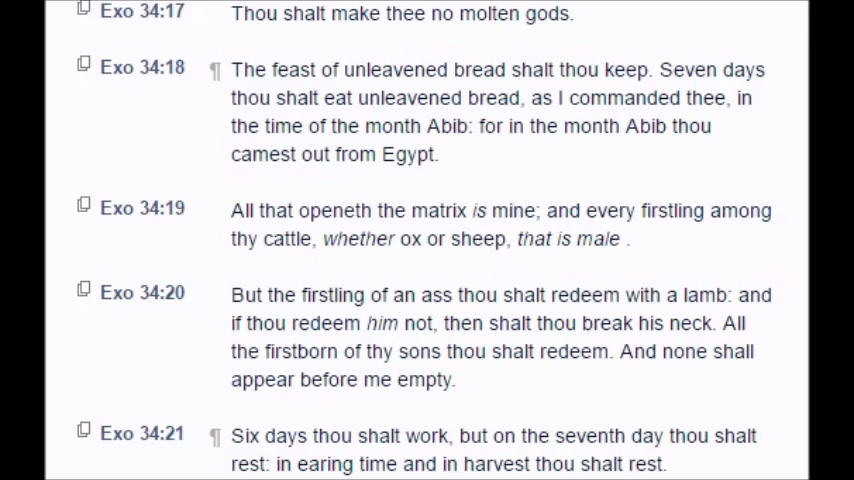 Exo 34:17 Thou shalt make thee no molten gods.
Exo 34:18 ¶ The feast of unleavened bread shalt thou keep. Seven days
thou shalt eat unleavened bread, as I commanded thee, in
the time of the month Abib: for in the month Abib thou
camest out from Egypt.
Exo 34:19 All that openeth the matrix is mine; and every firstling among
thy cattle, whether ox or sheep, that is male .
Exo 34:20 But the firstling of an ass thou shalt redeem with a lamb: and
if thou redeem him not, then shalt thou break his neck. All
the firstborn of thy sons thou shalt redeem. And none shall
appear before me empty.
Exo 34:21 ¶ Six days thou shalt work, but on the seventh day thou shalt
rest: in earing time and in harvest thou shalt rest.